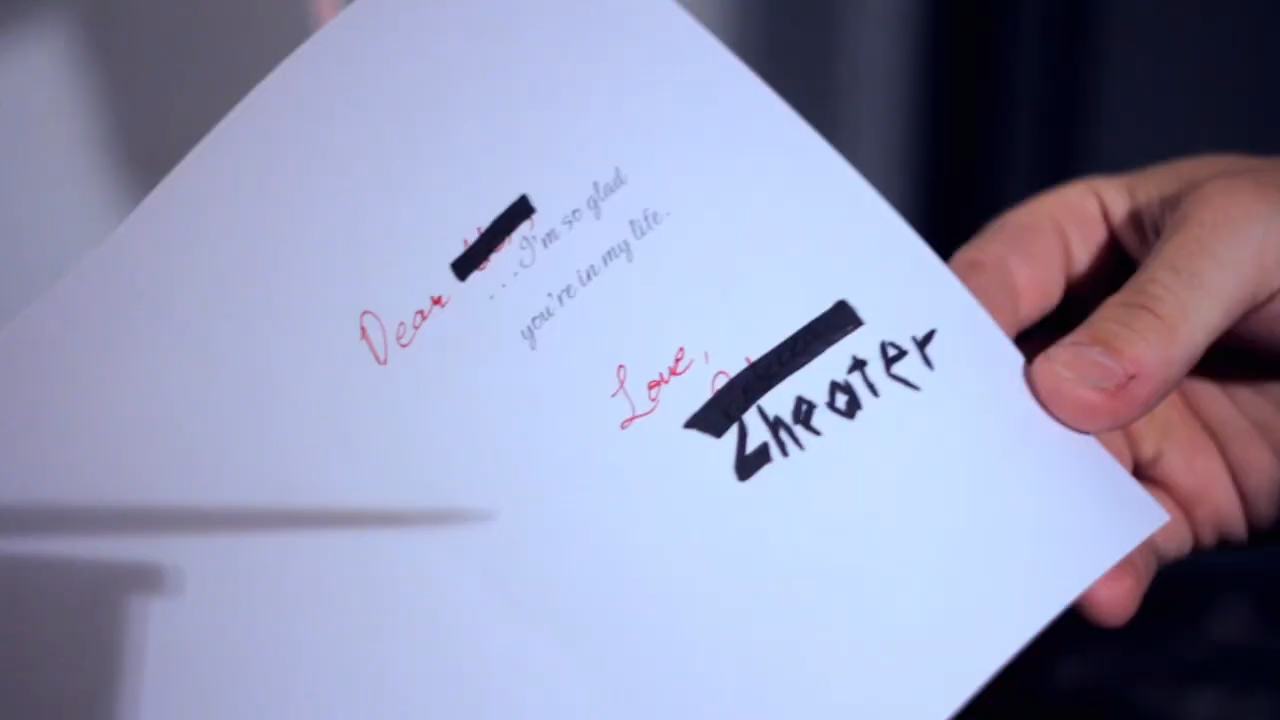 Dear
...I'm so glad
you're in my life.
Love,
Cheater